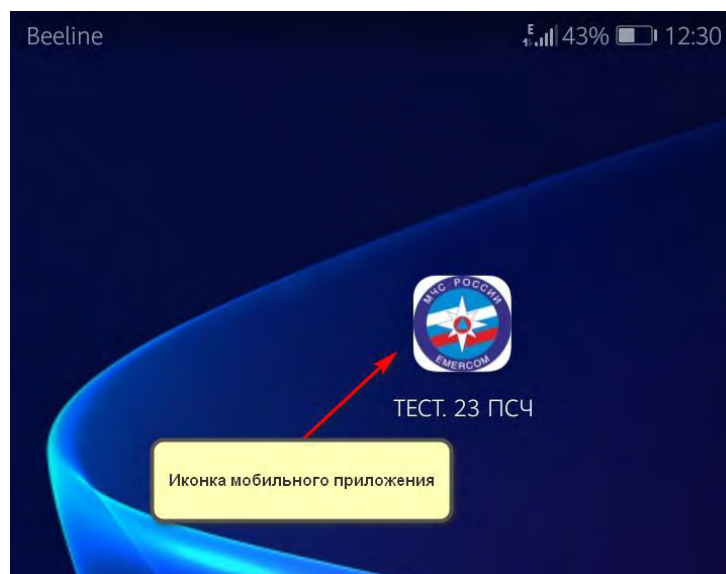 Beeline
E 43% 12:30
МЧС РОССИИ
EMERCOM
ТЕСТ. 23 ПСЧ
Иконка мобильного приложения